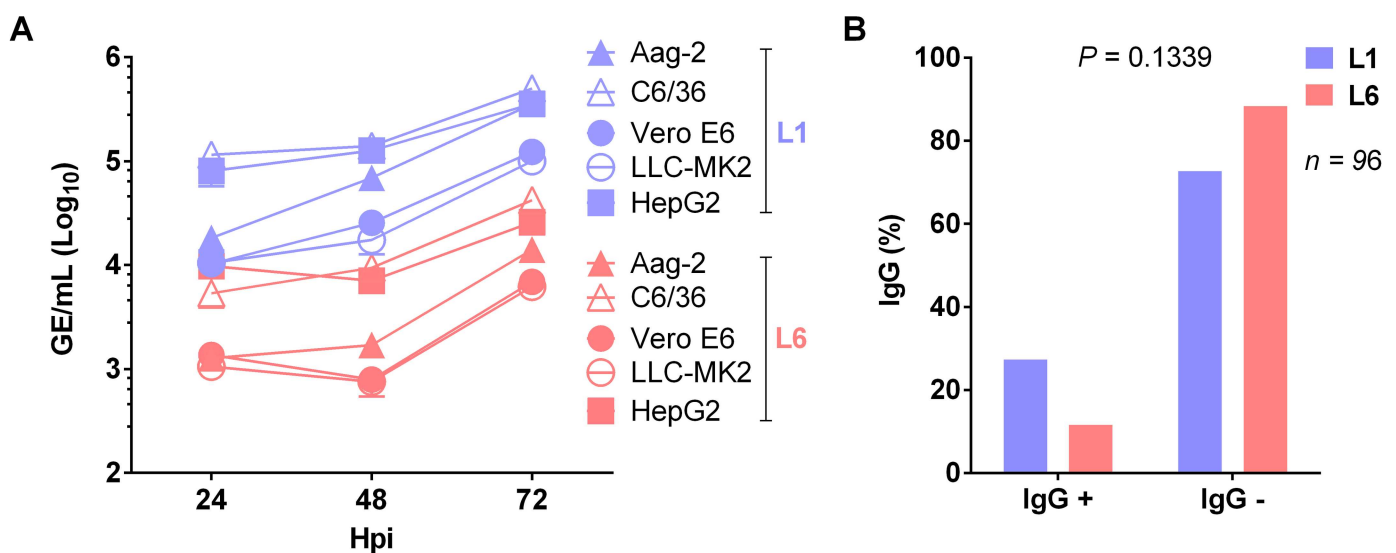 A
GE/mL (Log10)
6
5
4
3
2
24 48 72
Hpi
Aag-2
C6/36
Vero E6
LLC-MK2
HepG2
L1
Aag-2
C6/36
Vero E6
LLC-MK2
HepG2
L6
B
IgG (%)
100
80
60
40
20
0
P = 0.1339
IgG + IgG -
L1
L6
n = 96